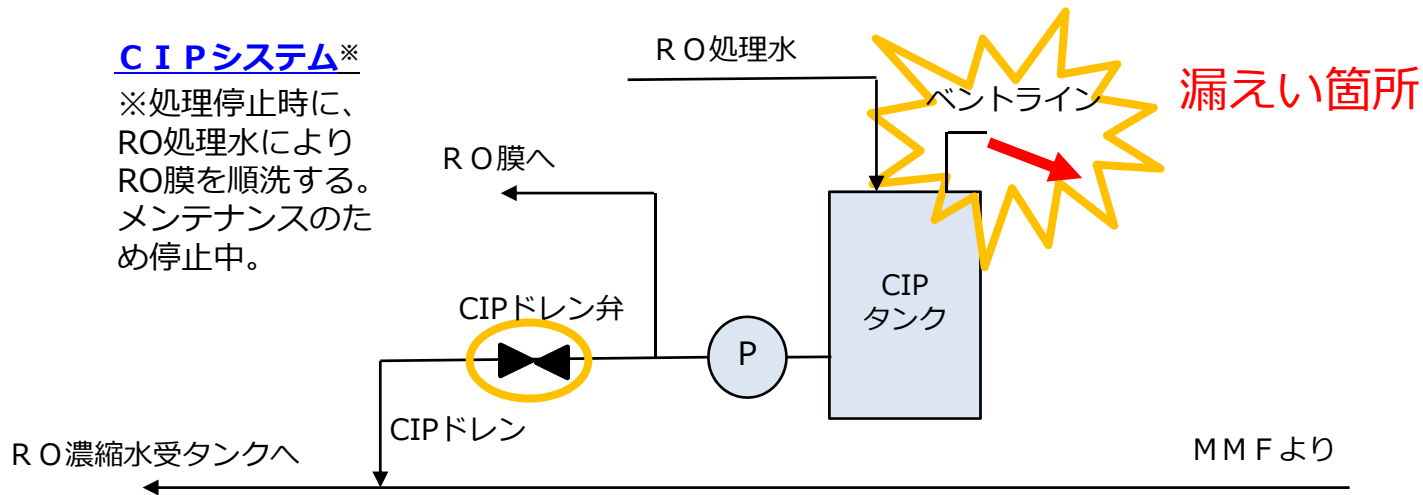 ＣＩＰシステム※
※処理停止時に、
RO処理水により
RO膜を順洗する。
メンテナンスのた
め停止中。
ＲＯ処理水
ベントライン
漏えい箇所
ＲＯ膜へ
CIP
タンク
CIPドレン弁
P
CIPドレン
ＲＯ濃縮水受タンクへ
ＭＭＦより